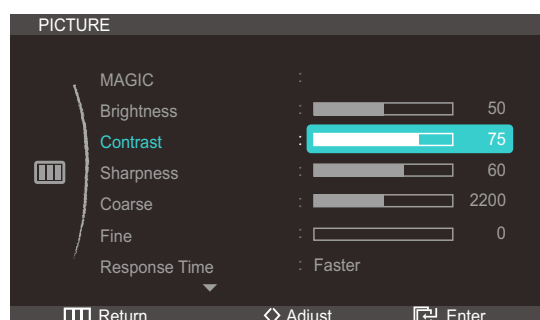 PICTURE
MAGIC :
Brightness : 50
Contrast : 75
Sharpness : 60
Coarse : 2200
Fine : 0
Response Time : Faster
Return Adjust Enter